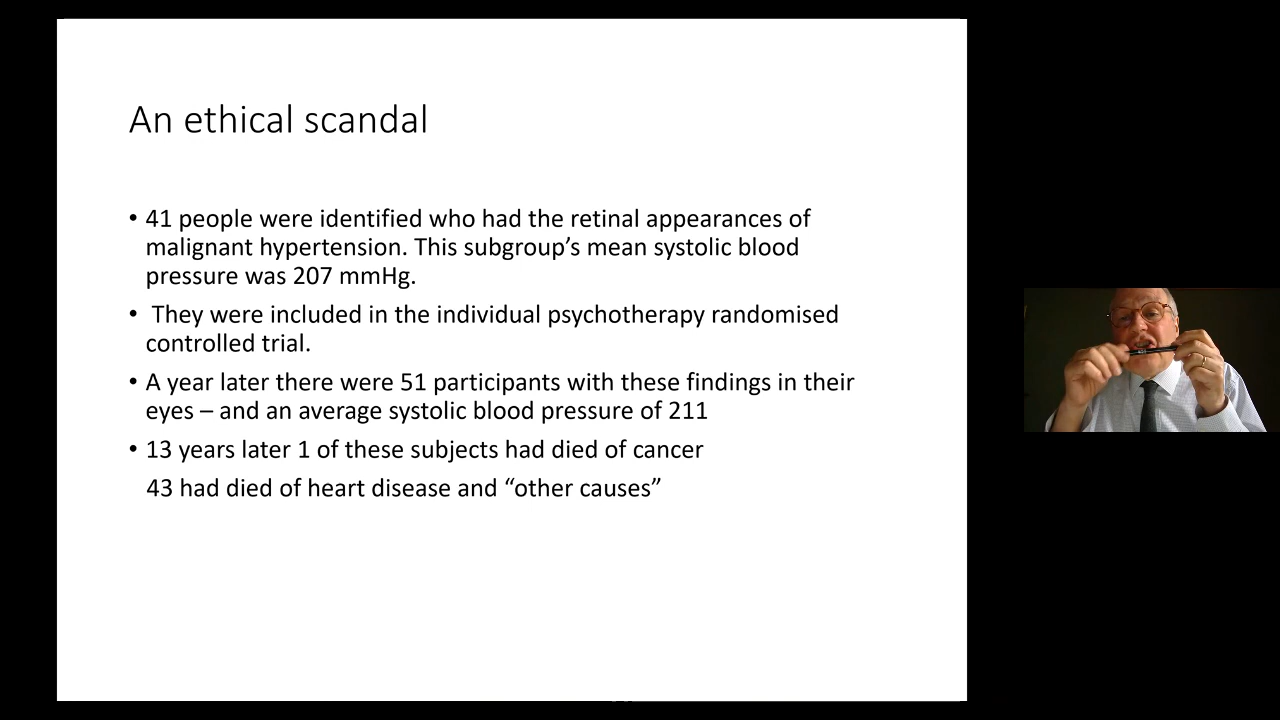 An ethical scandal
• 41 people were identified who had the retinal appearances of
malignant hypertension. This subgroup’s mean systolic blood
pressure was 207 mmHg.
• They were included in the individual psychotherapy randomised
controlled trial.
• A year later there were 51 participants with these findings in their
eyes – and an average systolic blood pressure of 211
• 13 years later 1 of these subjects had died of cancer
43 had died of heart disease and “other causes”